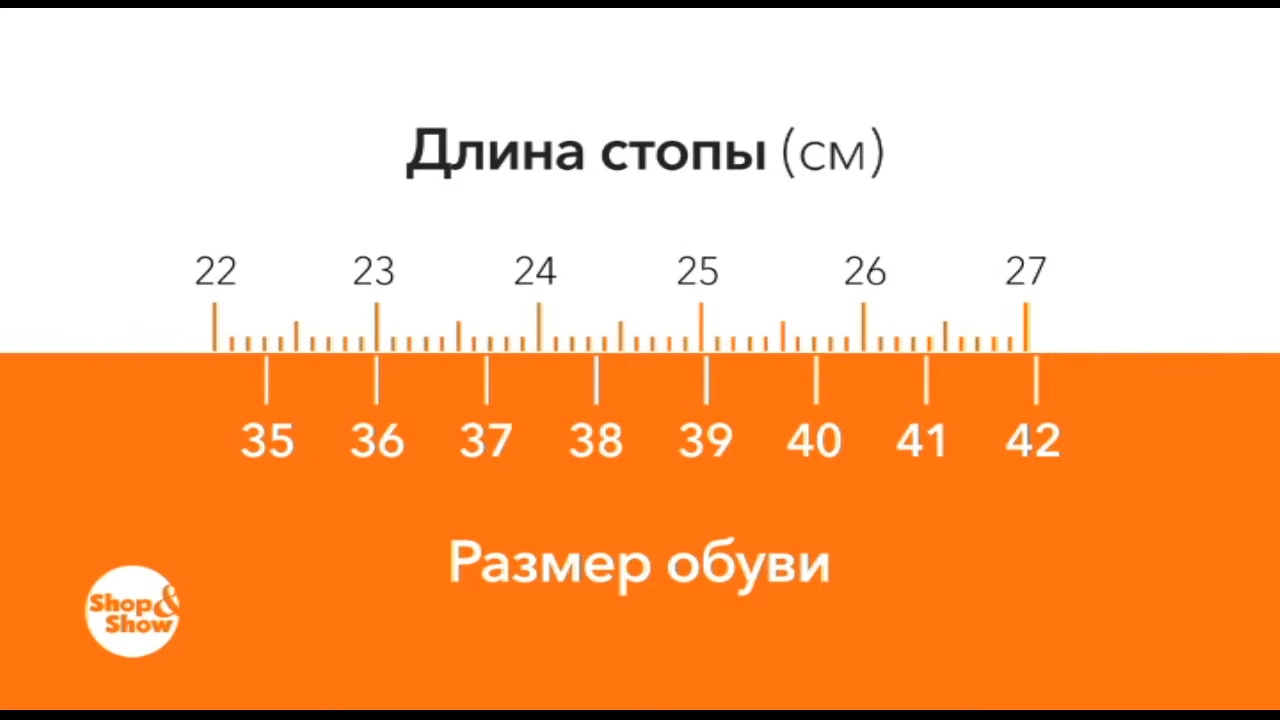 Длина стопы (см)
22 23 24 25 26 27
35 36 37 38 39 40 41 42
Размер обуви
Shop&
Show